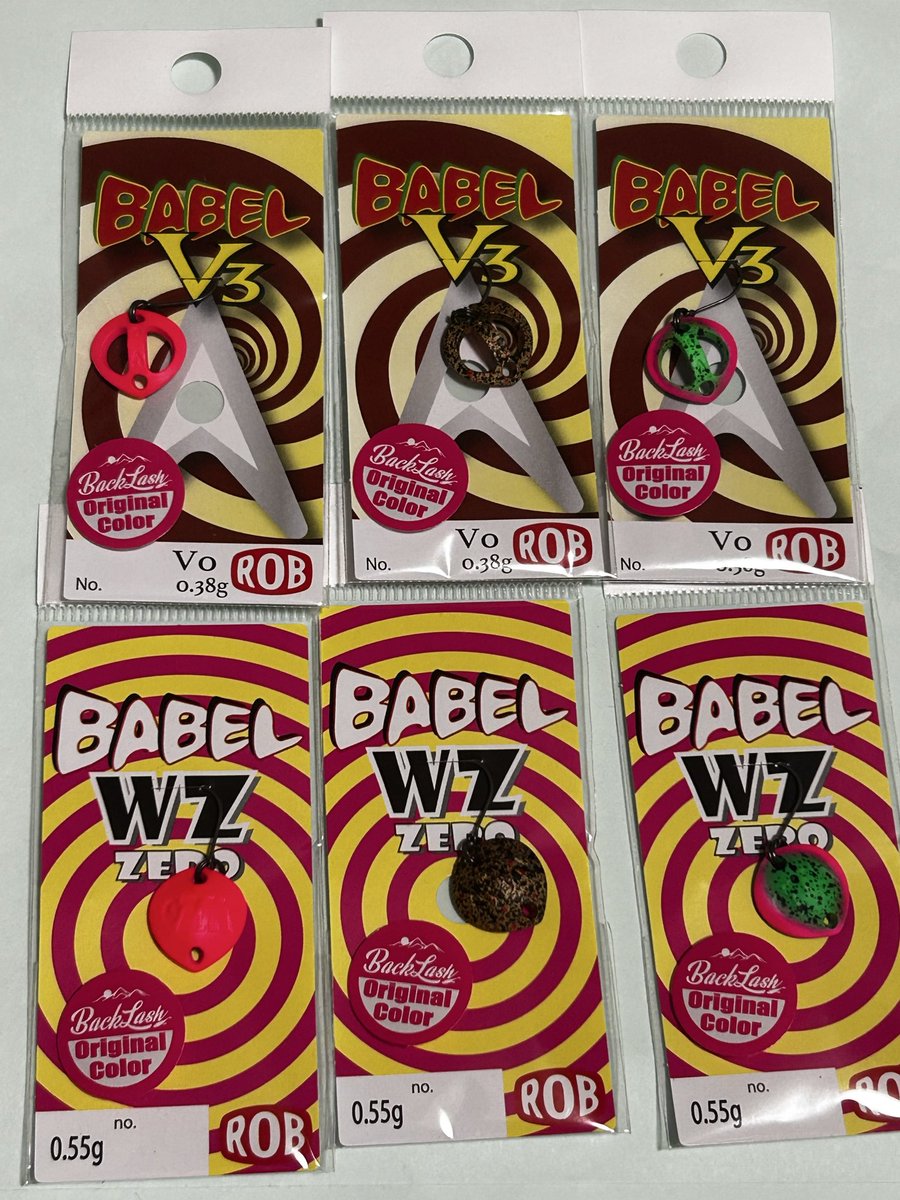 BABEL
V3
BackLash
Original
Color
No.
Vo
0.38g
ROB
BABEL
V3
BackLash
Original
Color
No.
Vo
0.38g
ROB
BABEL
V3
BackLash
Original
Color
No.
Vo
0.38g
ROB
BABEL
WZ
ZERO
BackLash
Original
Color
no.
0.55g
ROB
BABEL
WZ
ZERO
BackLash
Original
Color
no.
0.55g
ROB
BABEL
WZ
ZERO
BackLash
Original
Color
no.
0.55g
RO